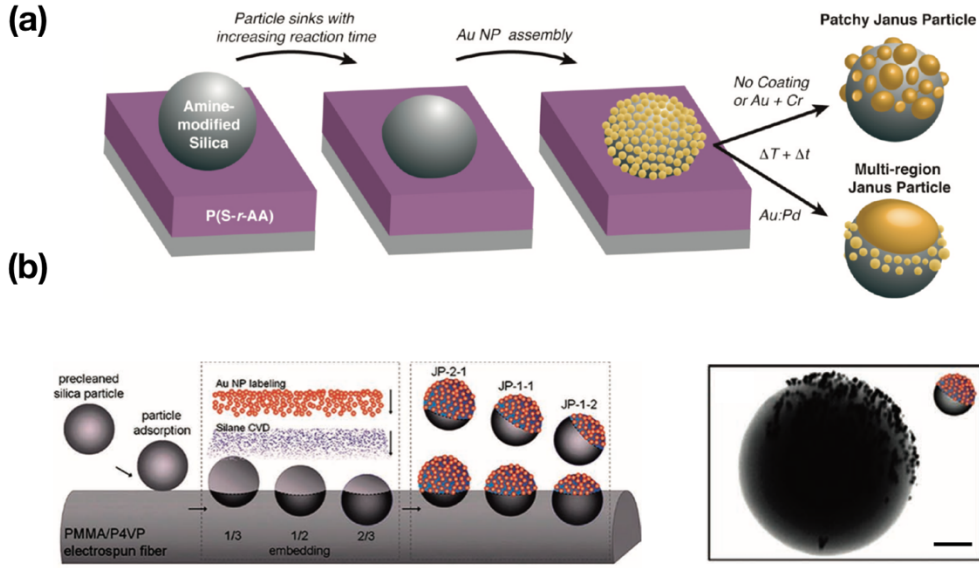 (a)
Particle sinks with
increasing reaction time
Au NP assembly
Patchy Janus Particle
Amine-
modified
Silica
No Coating
or Au + Cr
P(S-r-AA)
ΔT + Δt
Au:Pd
Multi-region
Janus Particle
(b)
precleaned
silica particle
particle
adsorption
Au NP labeling
Silane CVD
JP-2-1
JP-1-1
JP-1-2
PMMA/P4VP
electrospun fiber
1/3
1/2
2/3
embedding